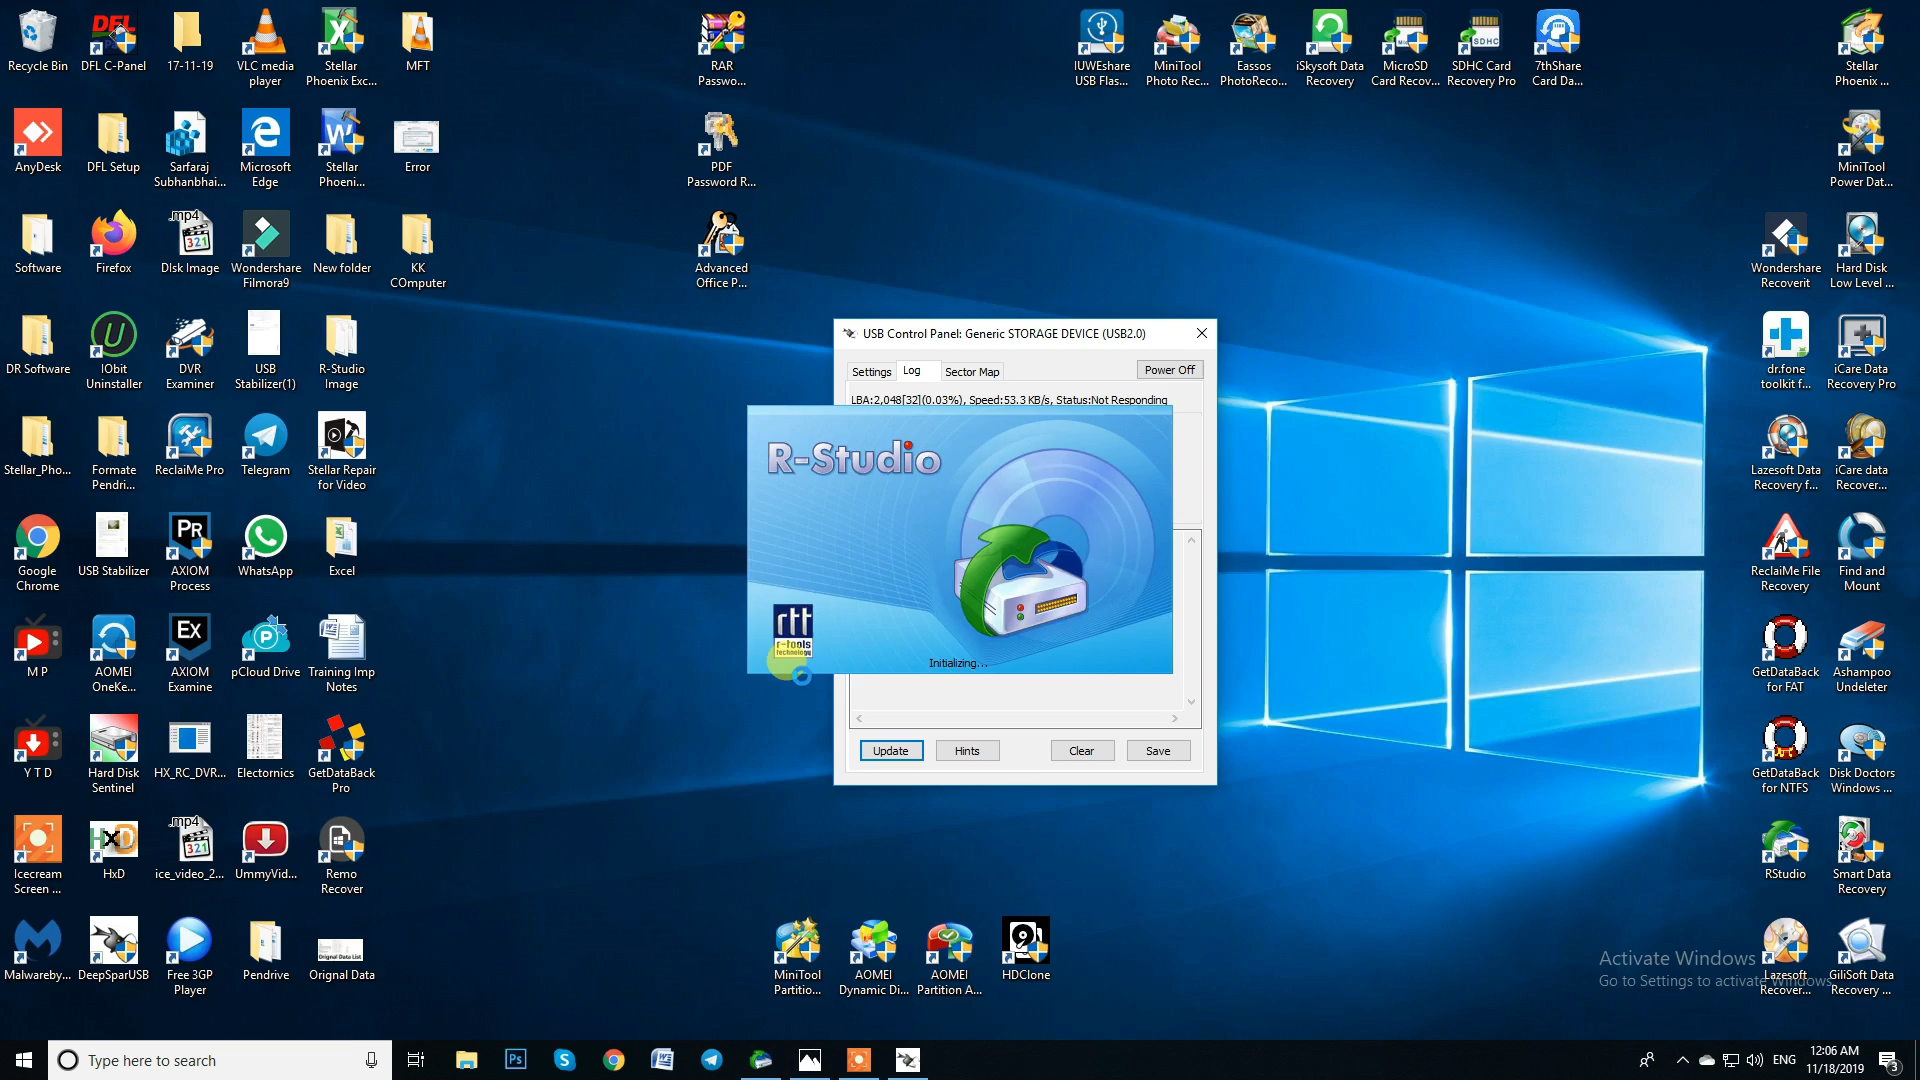 Recycle Bin
DFL C-Panel
17-11-19
VLC media
player
Stellar
Phoenix Exc...
MFT
RAR
Passwo...
IUWEshare
USB Flas...
MiniTool
Photo Rec...
Eassos
PhotoReco...
iSkysoft Data
Recovery
MicroSD
Card Recov...
SDHC Card
Recovery Pro
7thShare
Card Da...
Stellar
Phoenix ...
AnyDesk
DFL Setup
Sarfaraj
Subhanbhai...
Microsoft
Edge
Stellar
Phoeni...
Error
PDF
Password R...
MiniTool
Power Dat...
Software
Firefox
DIsk Image
Wondershare
Filmora9
New folder
KK
COmputer
Advanced
Office P...
Wondershare
Recoverit
Hard Disk
Low Level ...
DR Software
IObit
Uninstaller
DVR
Examiner
USB
Stabilizer(1)
R-Studio
Image
dr.fone
toolkit f...
iCare Data
Recovery Pro
Stellar_Pho...
Formate
Pendri...
ReclaiMe Pro
Telegram
Stellar Repair
for Video
Lazesoft Data
Recovery f...
iCare data
Recover...
Google
Chrome
USB Stabilizer
AXIOM
Process
WhatsApp
Excel
ReclaiMe File
Recovery
Find and
Mount
M P
AOMEI
OneKe...
AXIOM
Examine
pCloud Drive
Training Imp
Notes
GetDataBack
for FAT
Ashampoo
Undeleter
Y T D
Hard Disk
Sentinel
HX_RC_DVR...
Electornics
GetDataBack
Pro
GetDataBack
for NTFS
Disk Doctors
Windows ...
Icecream
Screen ...
HxD
ice_video_2...
UmmyVid...
Remo
Recover
RStudio
Smart Data
Recovery
Malwareby...
DeepSparUSB
Free 3GP
Player
Pendrive
Orignal Data
MiniTool
Partitio...
AOMEI
Dynamic Di...
AOMEI
Partition A...
HDClone
Lazesoft
Recover...
GiliSoft Data
Recovery ...
USB Control Panel: Generic STORAGE DEVICE (USB2.0)
Settings
Log
Sector Map
Power Off
LBA:2,048[32](0.03%), Speed:53.3 KB/s, Status:Not Responding
R-Studio
rtt
r-tools
technology
Initializing...
Update
Hints
Clear
Save
Activate Windows
Go to Settings to activate Windows.
Type here to search
ENG
12:06 AM
11/18/2019
3